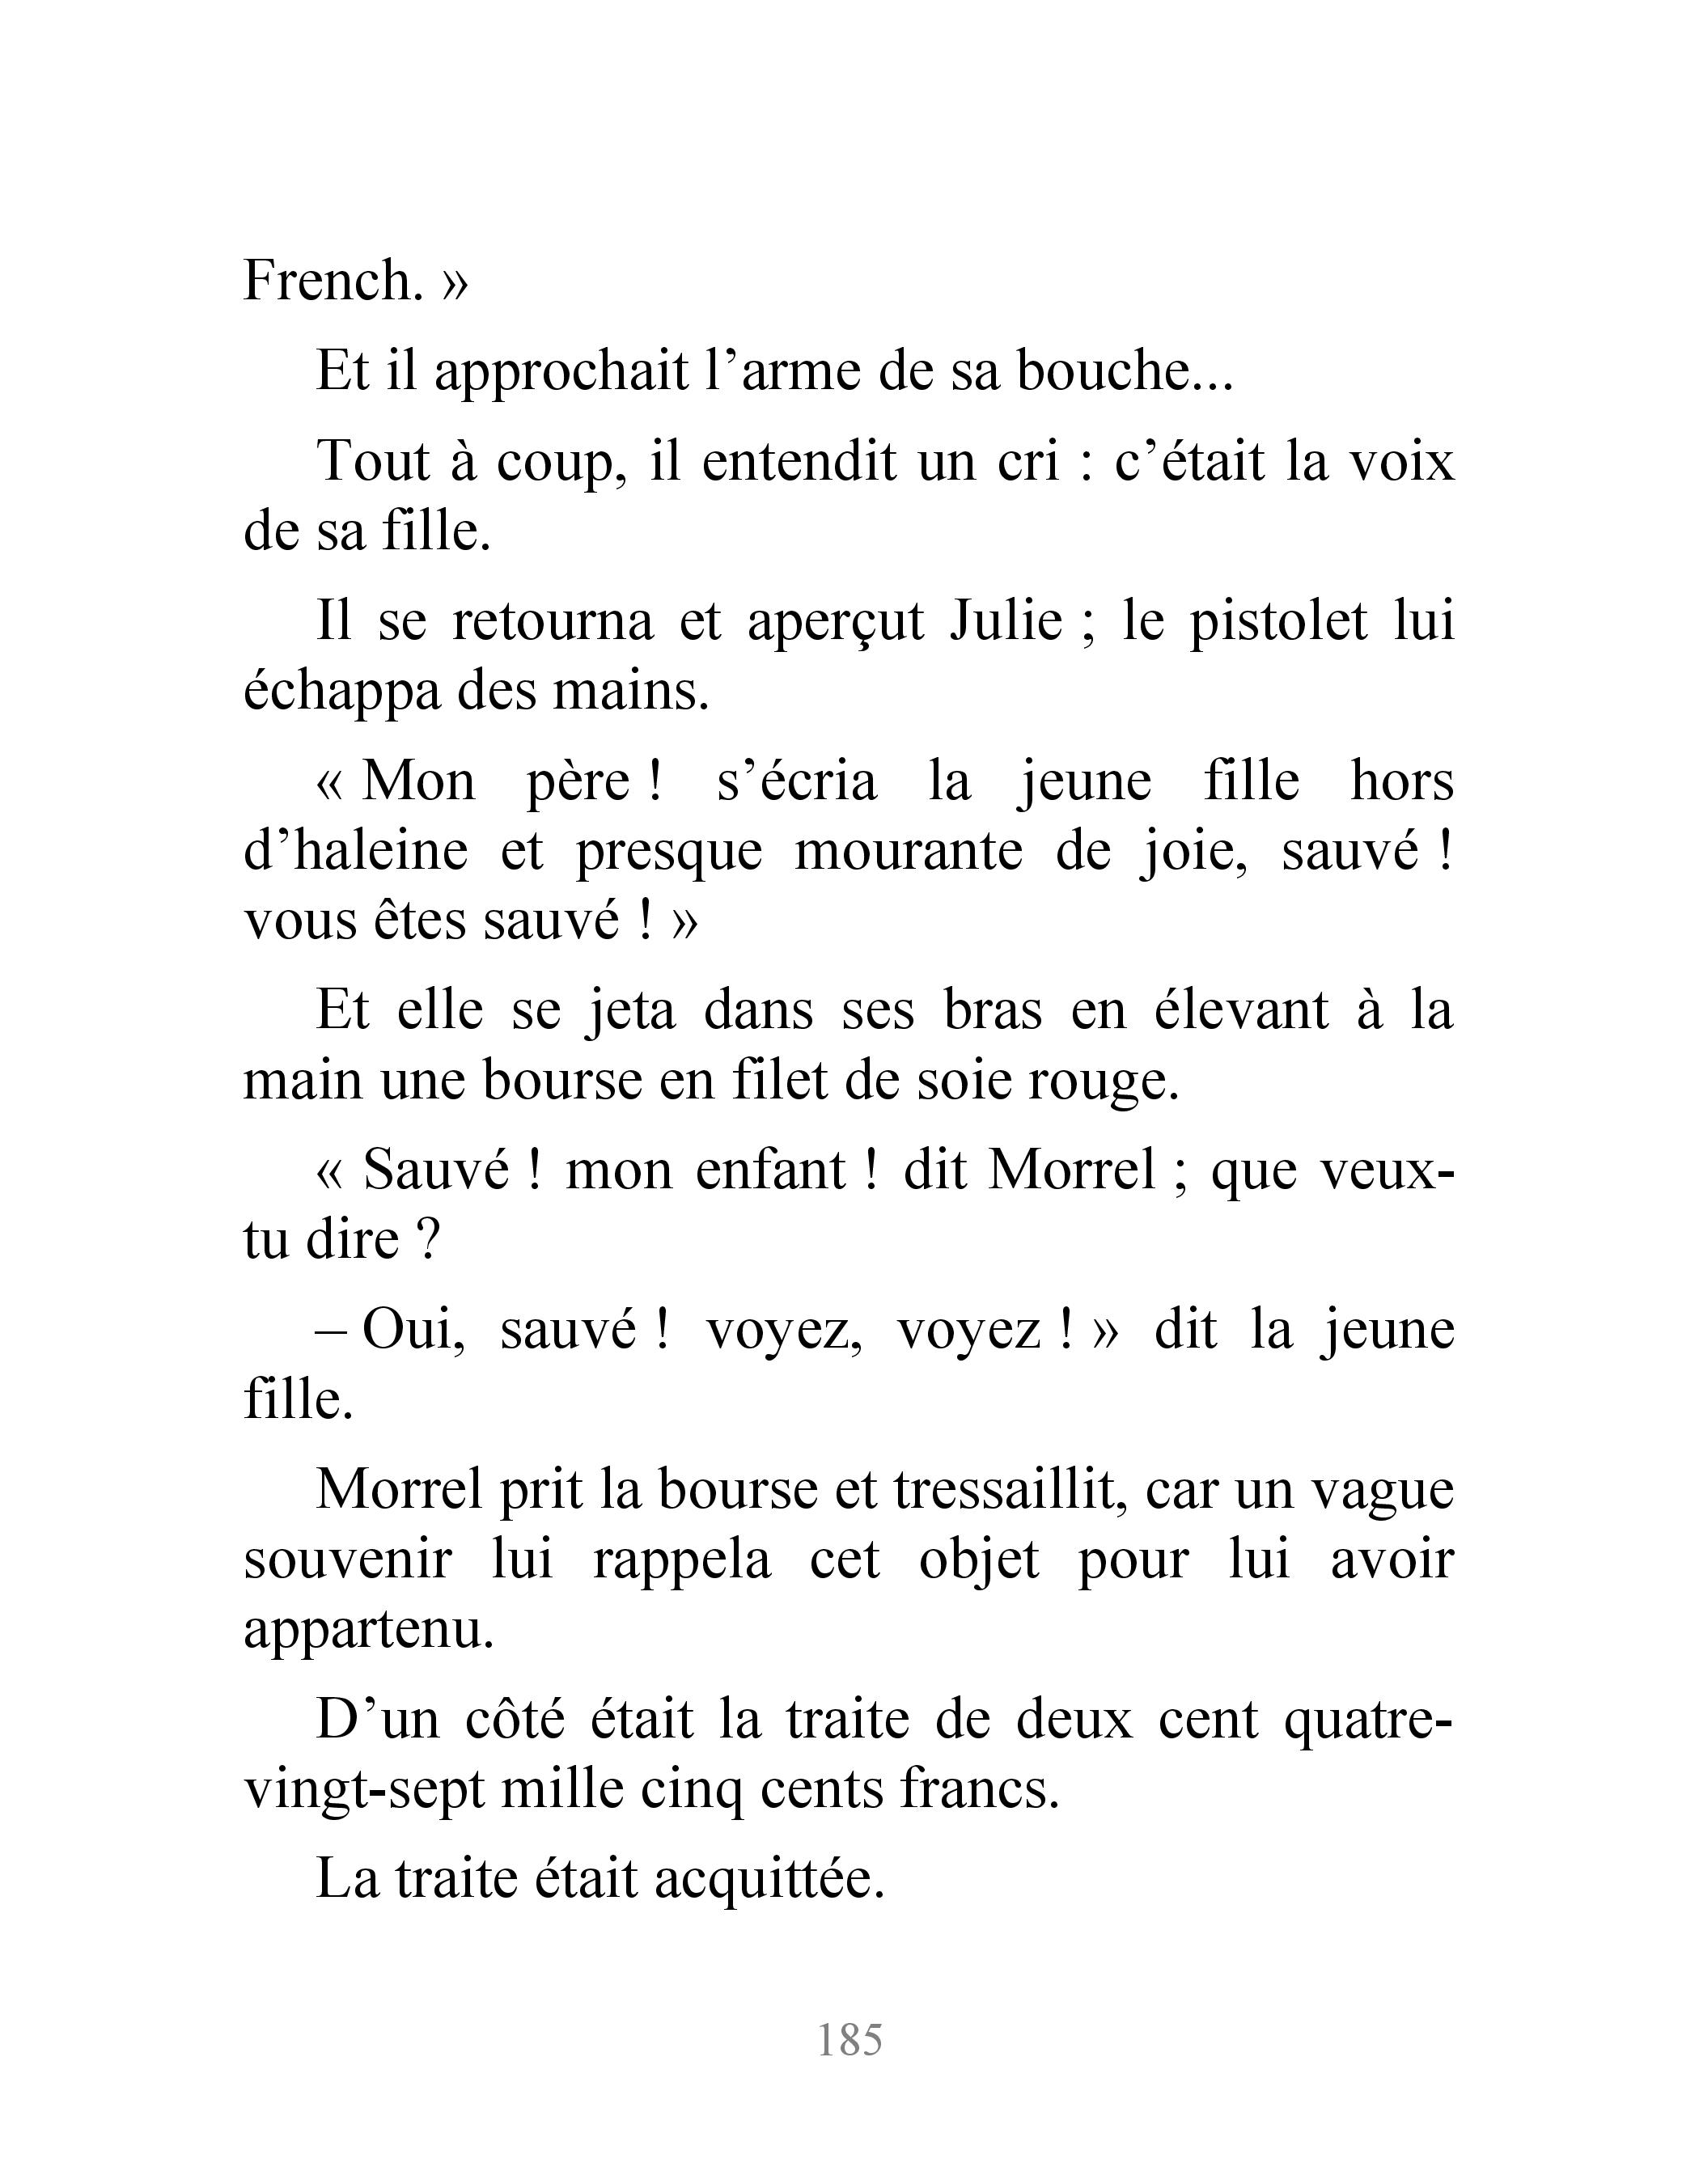 French. »
Et il approchait l’arme de sa bouche...
Tout à coup, il entendit un cri : c’était la voix
de sa fille.
Il se retourna et aperçut Julie ; le pistolet lui
échappa des mains.
« Mon père ! s’écria la jeune fille hors
d’haleine et presque mourante de joie, sauvé !
vous êtes sauvé ! »
Et elle se jeta dans ses bras en élevant à la
main une bourse en filet de soie rouge.
« Sauvé ! mon enfant ! dit Morrel ; que veux-
tu dire ?
– Oui, sauvé ! voyez, voyez ! » dit la jeune
fille.
Morrel prit la bourse et tressaillit, car un vague
souvenir lui rappela cet objet pour lui avoir
appartenu.
D’un côté était la traite de deux cent quatre-
vingt-sept mille cinq cents francs.
La traite était acquittée.
185